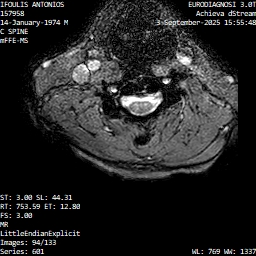 IFOULIS ANTONIOS
157958
14-January-1974 M
C SPINE
mFFE-MS
EURODIAGNOSI 3.0T
Achieva dStream
3-September-2025 15:55:48
ST: 3.00 SL: 44.31
RT: 753.59 ET: 12.80
FS: 3.00
MR
LittleEndianExplicit
Images: 94/133
Series: 601
WL: 769 WW: 1337